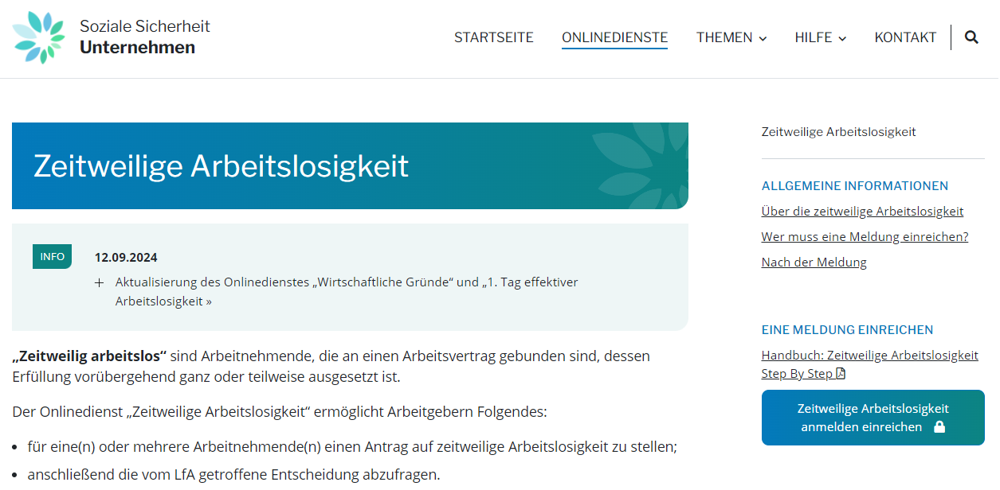 Soziale Sicherheit
Unternehmen
STARTSEITE ONLINEDIENSTE THEMEN HILFE KONTAKT
Zeitweilige Arbeitslosigkeit
INFO 12.09.2024
Aktualisierung des Onlinedienstes „Wirtschaftliche Gründe“ und „1. Tag effektiver
Arbeitslosigkeit »
„Zeitweilig arbeitslos“ sind Arbeitnehmende, die an einen Arbeitsvertrag gebunden sind, dessen
Erfüllung vorübergehend ganz oder teilweise ausgesetzt ist.
Der Onlinedienst „Zeitweilige Arbeitslosigkeit“ ermöglicht Arbeitgebern Folgendes:
• für eine(n) oder mehrere Arbeitnehmende(n) einen Antrag auf zeitweilige Arbeitslosigkeit zu stellen;
• anschließend die vom LfA getroffene Entscheidung abzufragen.
Zeitweilige Arbeitslosigkeit
ALLGEMEINE INFORMATIONEN
Über die zeitweilige Arbeitslosigkeit
Wer muss eine Meldung einreichen?
Nach der Meldung
EINE MELDUNG EINREICHEN
Handbuch: Zeitweilige Arbeitslosigkeit
Step By Step
Zeitweilige Arbeitslosigkeit
anmelden einreichen